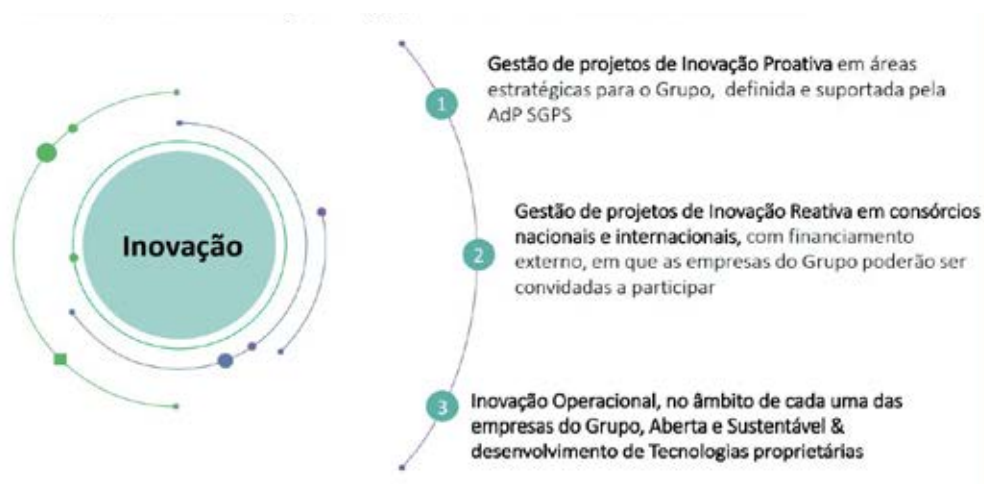 Inovação
1
Gestão de projetos de Inovação Proativa em áreas
estratégicas para o Grupo, definida e suportada pela
AdP SGPS
2
Gestão de projetos de Inovação Reativa em consórcios
nacionais e internacionais, com financiamento
externo, em que as empresas do Grupo poderão ser
convidadas a participar
3
Inovação Operacional, no âmbito de cada uma das
empresas do Grupo, Aberta e Sustentável &
desenvolvimento de Tecnologias proprietárias